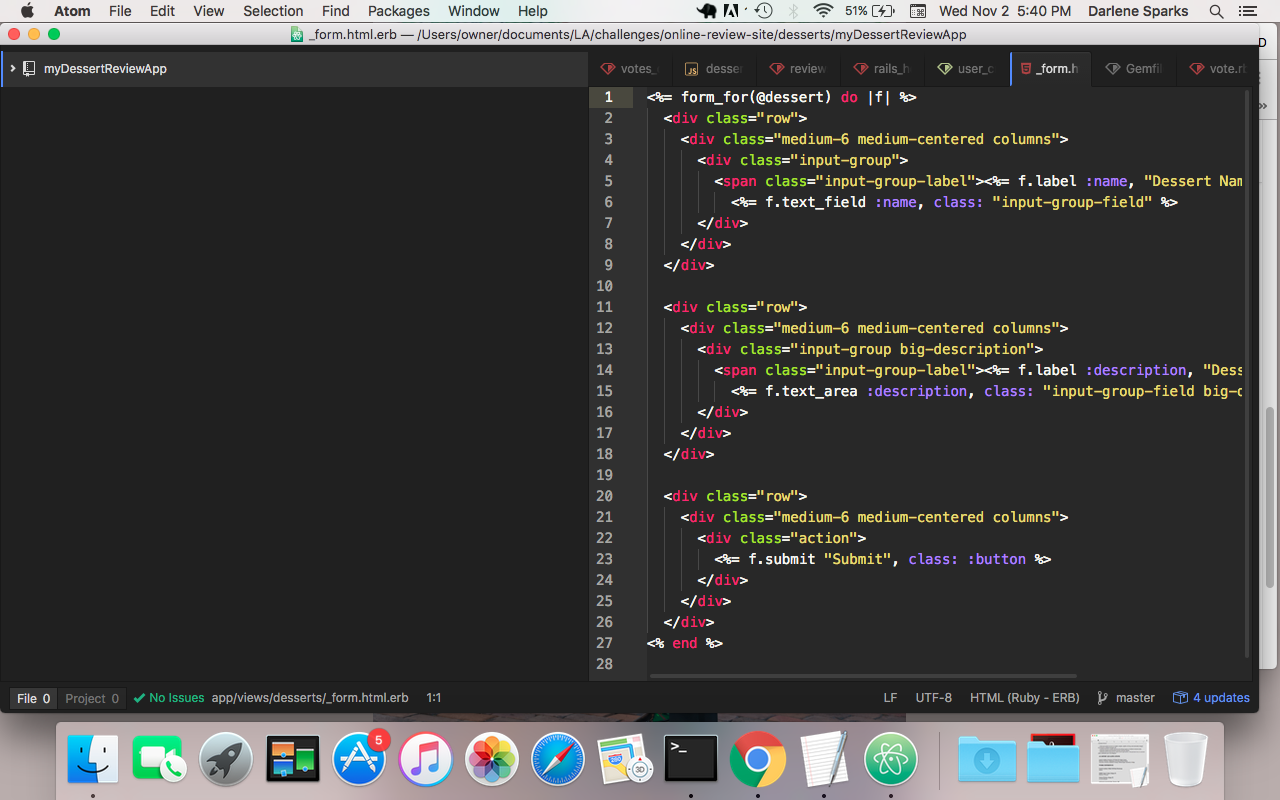 Atom File Edit View Selection Find Packages Window Help 51% Wed Nov 2 5:40 PM Darlene Sparks
_form.html.erb — /Users/owner/documents/LA/challenges/online-review-site/desserts/myDessertReviewApp
myDessertReviewApp
votes_ desse review rails_h user_c _form.h Gemfil vote.r
1 <%= form_for(@dessert) do |f| %>
2 <div class="row">
3 <div class="medium-6 medium-centered columns">
4 <div class="input-group">
5 <span class="input-group-label"><%= f.label :name, "Dessert Nam
6 <%= f.text_field :name, class: "input-group-field" %>
7 </div>
8 </div>
9 </div>
10
11 <div class="row">
12 <div class="medium-6 medium-centered columns">
13 <div class="input-group big-description">
14 <span class="input-group-label"><%= f.label :description, "Dess
15 <%= f.text_area :description, class: "input-group-field big-d
16 </div>
17 </div>
18 </div>
19
20 <div class="row">
21 <div class="medium-6 medium-centered columns">
22 <div class="action">
23 <%= f.submit "Submit", class: :button %>
24 </div>
25 </div>
26 </div>
27 <% end %>
28
File 0 Project 0 No Issues app/views/desserts/_form.html.erb 1:1 LF UTF-8 HTML (Ruby - ERB) master 4 updates
5
280
3D
>_